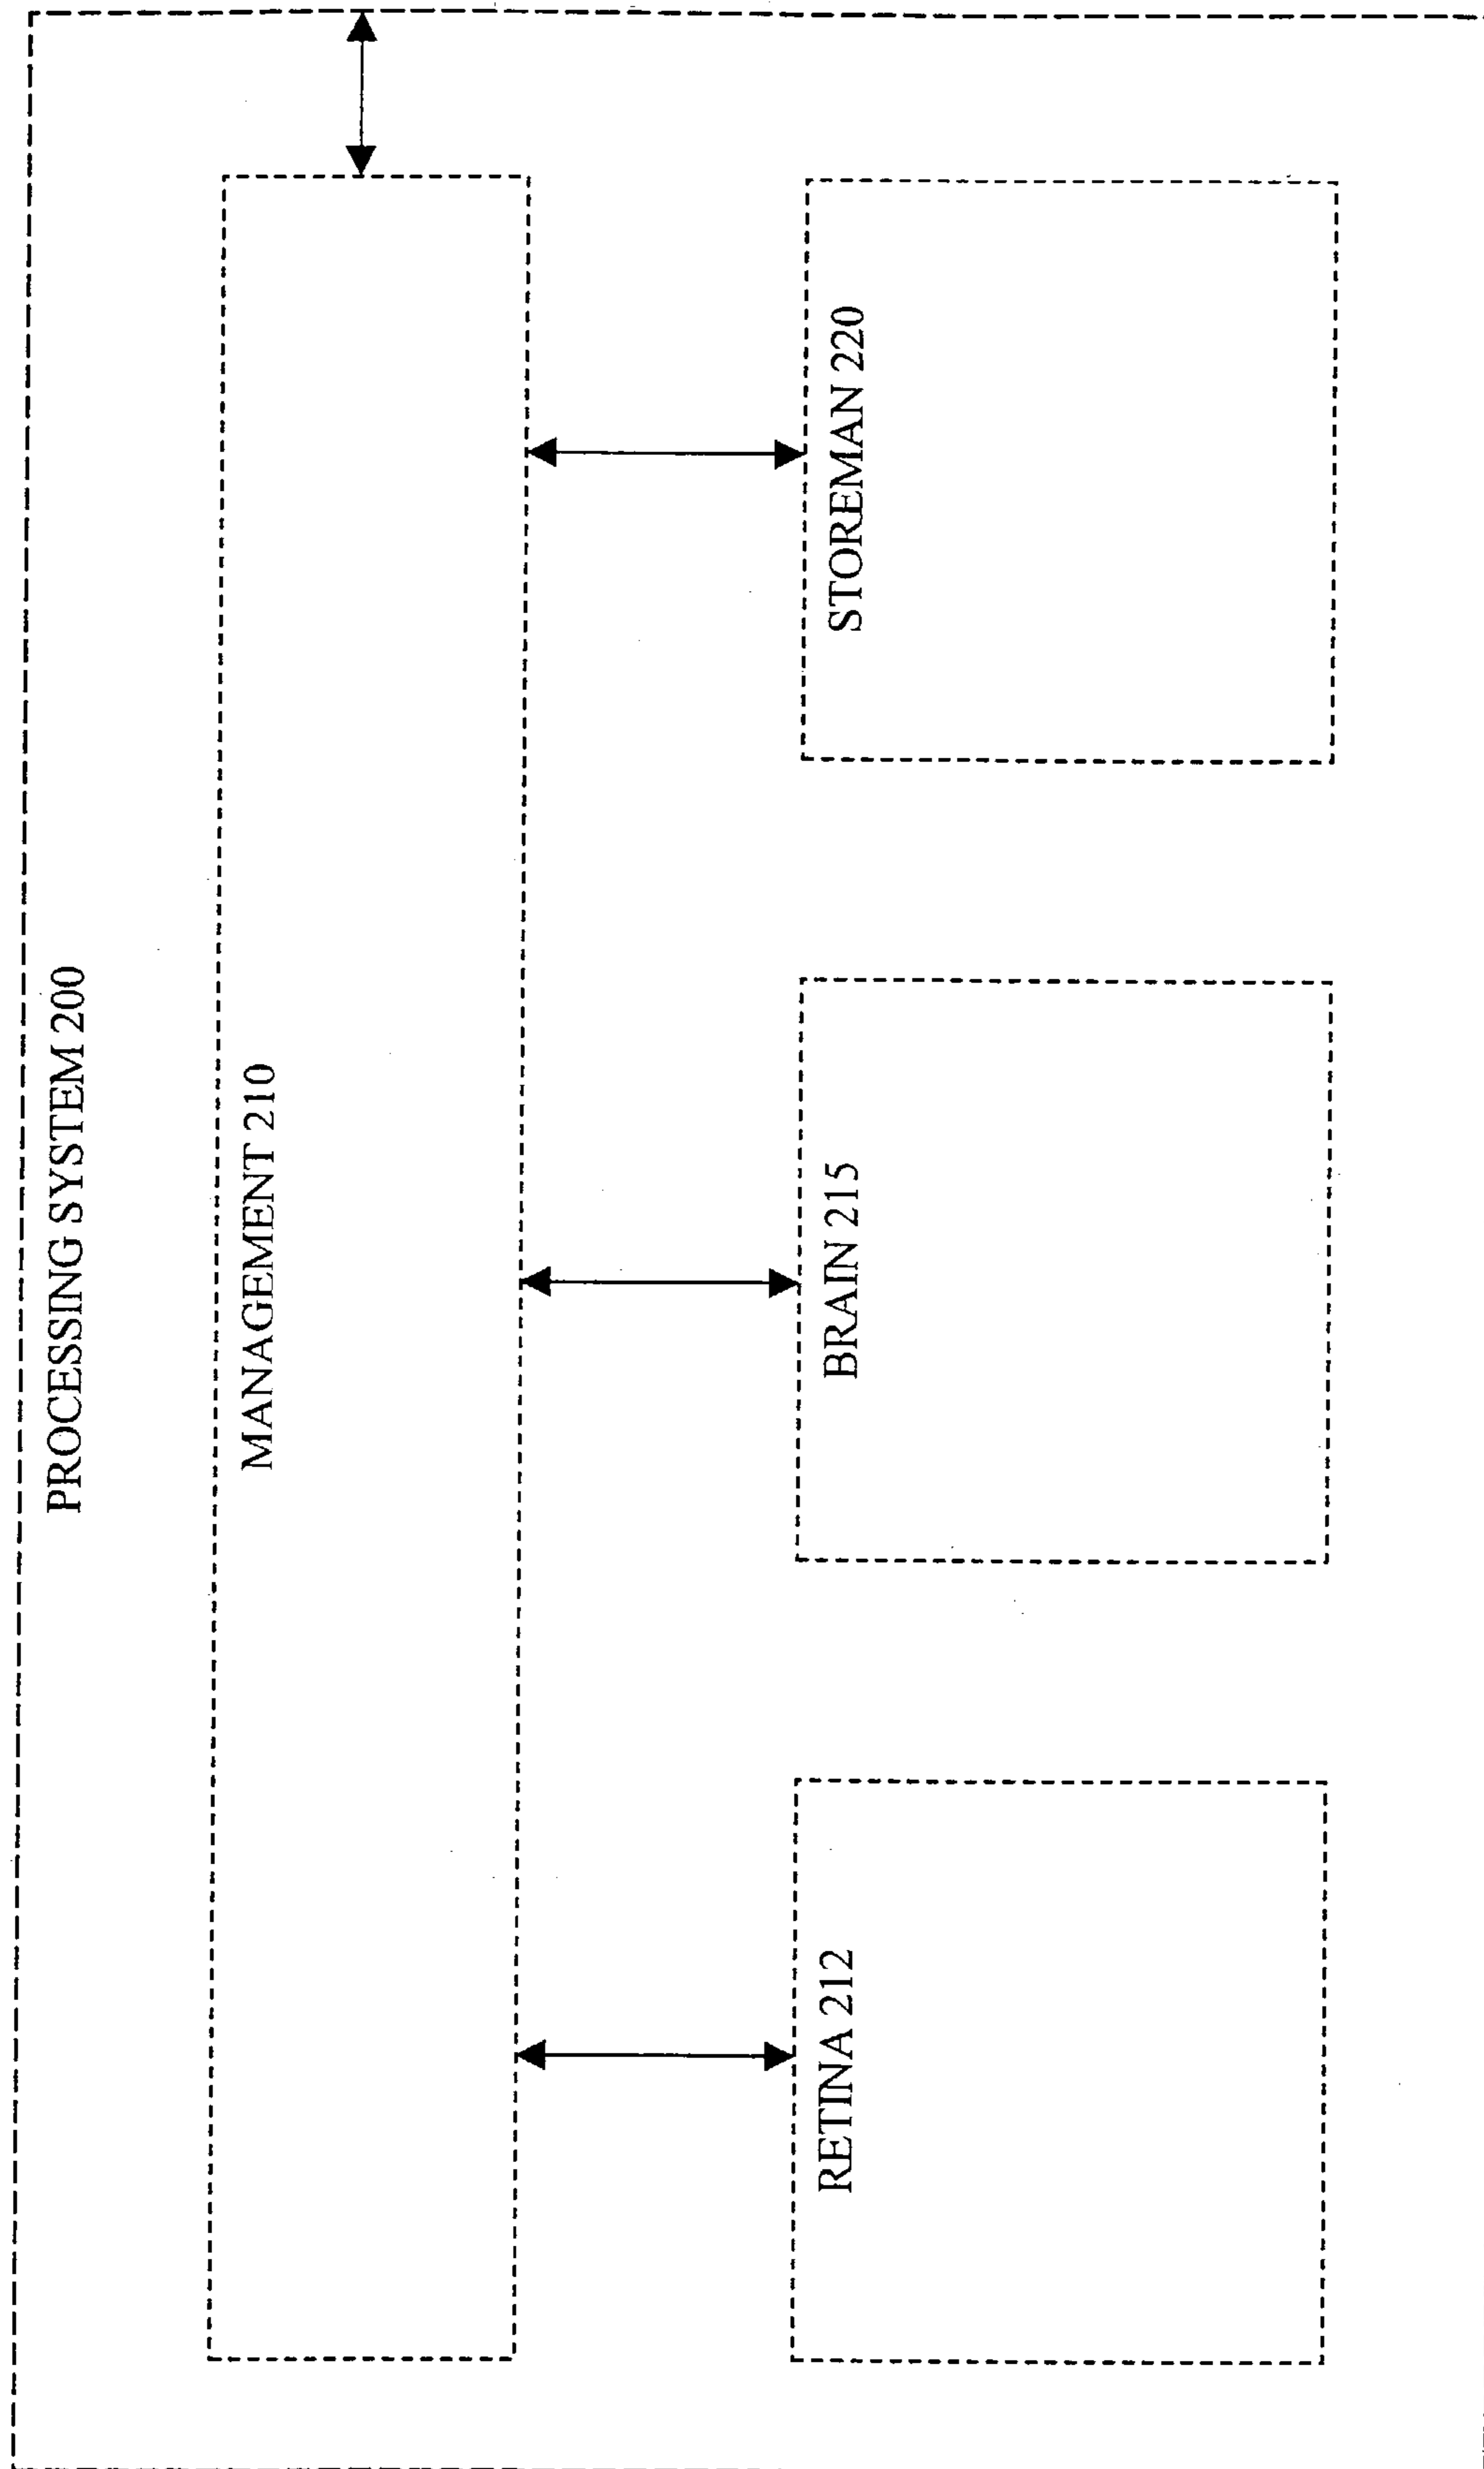 PROCESSING SYSTEM 200
MANAGEMENT 210
RETINA 212
BRAIN 215
STOREMAN 220